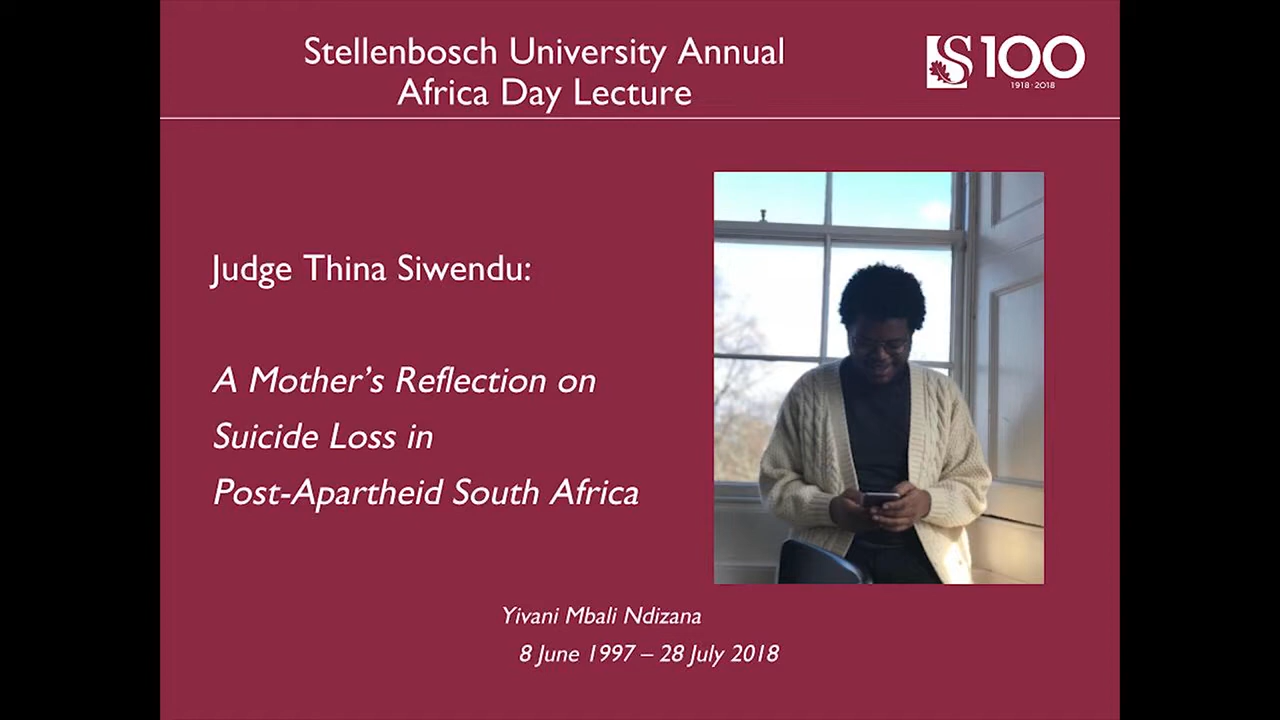 Stellenbosch University Annual
Africa Day Lecture
S100
1918·2018
Judge Thina Siwendu:
A Mother’s Reflection on
Suicide Loss in
Post-Apartheid South Africa
Yivani Mbali Ndizana
8 June 1997 – 28 July 2018